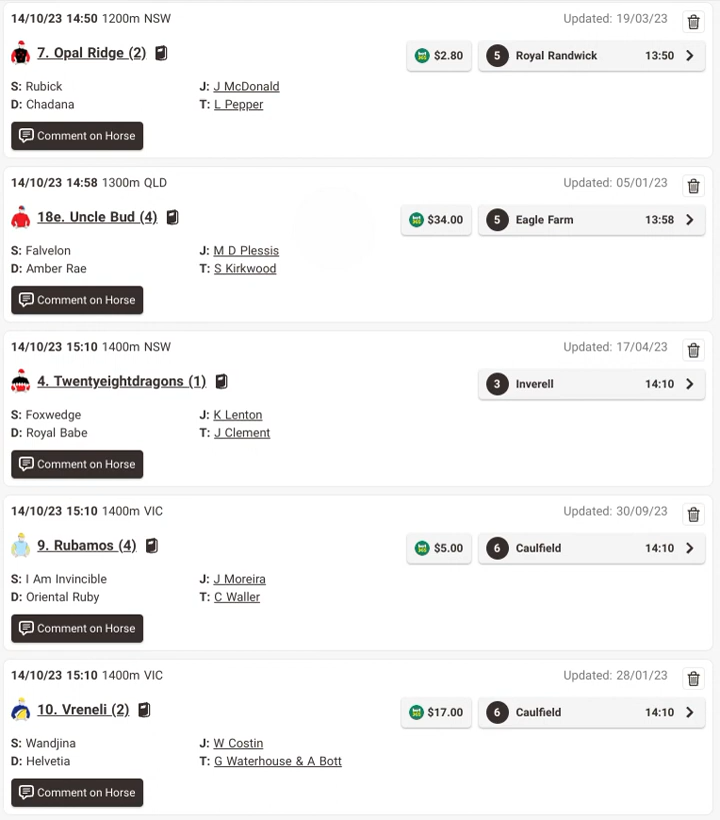 14/10/23 14:50 1200m NSW Updated: 19/03/23
7. Opal Ridge (2) bet365 $2.80 5 Royal Randwick 13:50
S: Rubick J: J McDonald
D: Chadana T: L Pepper
Comment on Horse
14/10/23 14:58 1300m QLD Updated: 05/01/23
18e. Uncle Bud (4) bet365 $34.00 5 Eagle Farm 13:58
S: Falvelon J: M D Plessis
D: Amber Rae T: S Kirkwood
Comment on Horse
14/10/23 15:10 1400m NSW Updated: 17/04/23
4. Twentyeightdragons (1) 3 Inverell 14:10
S: Foxwedge J: K Lenton
D: Royal Babe T: J Clement
Comment on Horse
14/10/23 15:10 1400m VIC Updated: 30/09/23
9. Rubamos (4) bet365 $5.00 6 Caulfield 14:10
S: I Am Invincible J: J Moreira
D: Oriental Ruby T: C Waller
Comment on Horse
14/10/23 15:10 1400m VIC Updated: 28/01/23
10. Vreneli (2) bet365 $17.00 6 Caulfield 14:10
S: Wandjina J: W Costin
D: Helvetia T: G Waterhouse & A Bott
Comment on Horse